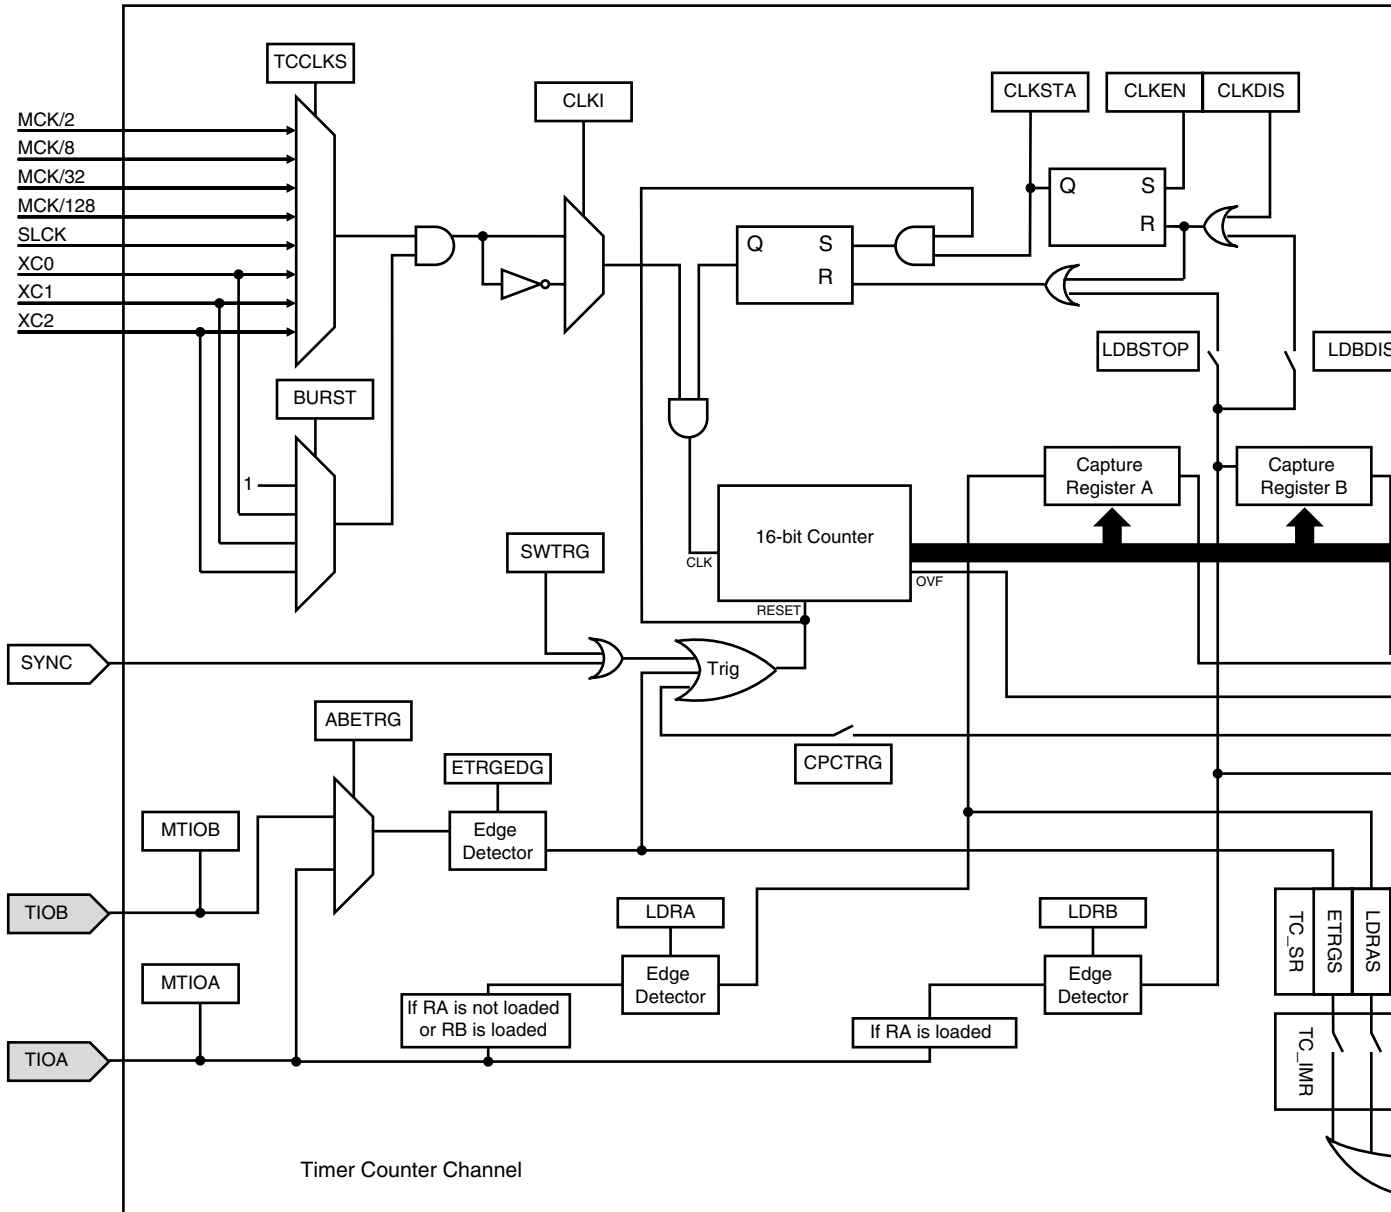 TCCLKS
CLKI
CLKSTA
CLKEN
CLKDIS
MCK/2
MCK/8
MCK/32
MCK/128
SLCK
XC0
XC1
XC2
Q
S
R
Q
S
R
LDBSTOP
LDBDIS
BURST
1
Capture
Register A
Capture
Register B
16-bit Counter
SWTRG
CLK
OVF
RESET
SYNC
Trig
ABETRG
ETRGEDG
CPCTRG
MTIOB
Edge
Detector
TIOB
LDRA
LDRB
TC_SR
ETRGS
LDRAS
MTIOA
Edge
Detector
Edge
Detector
If RA is not loaded
or RB is loaded
If RA is loaded
TIOA
TC_IMR
Timer Counter Channel